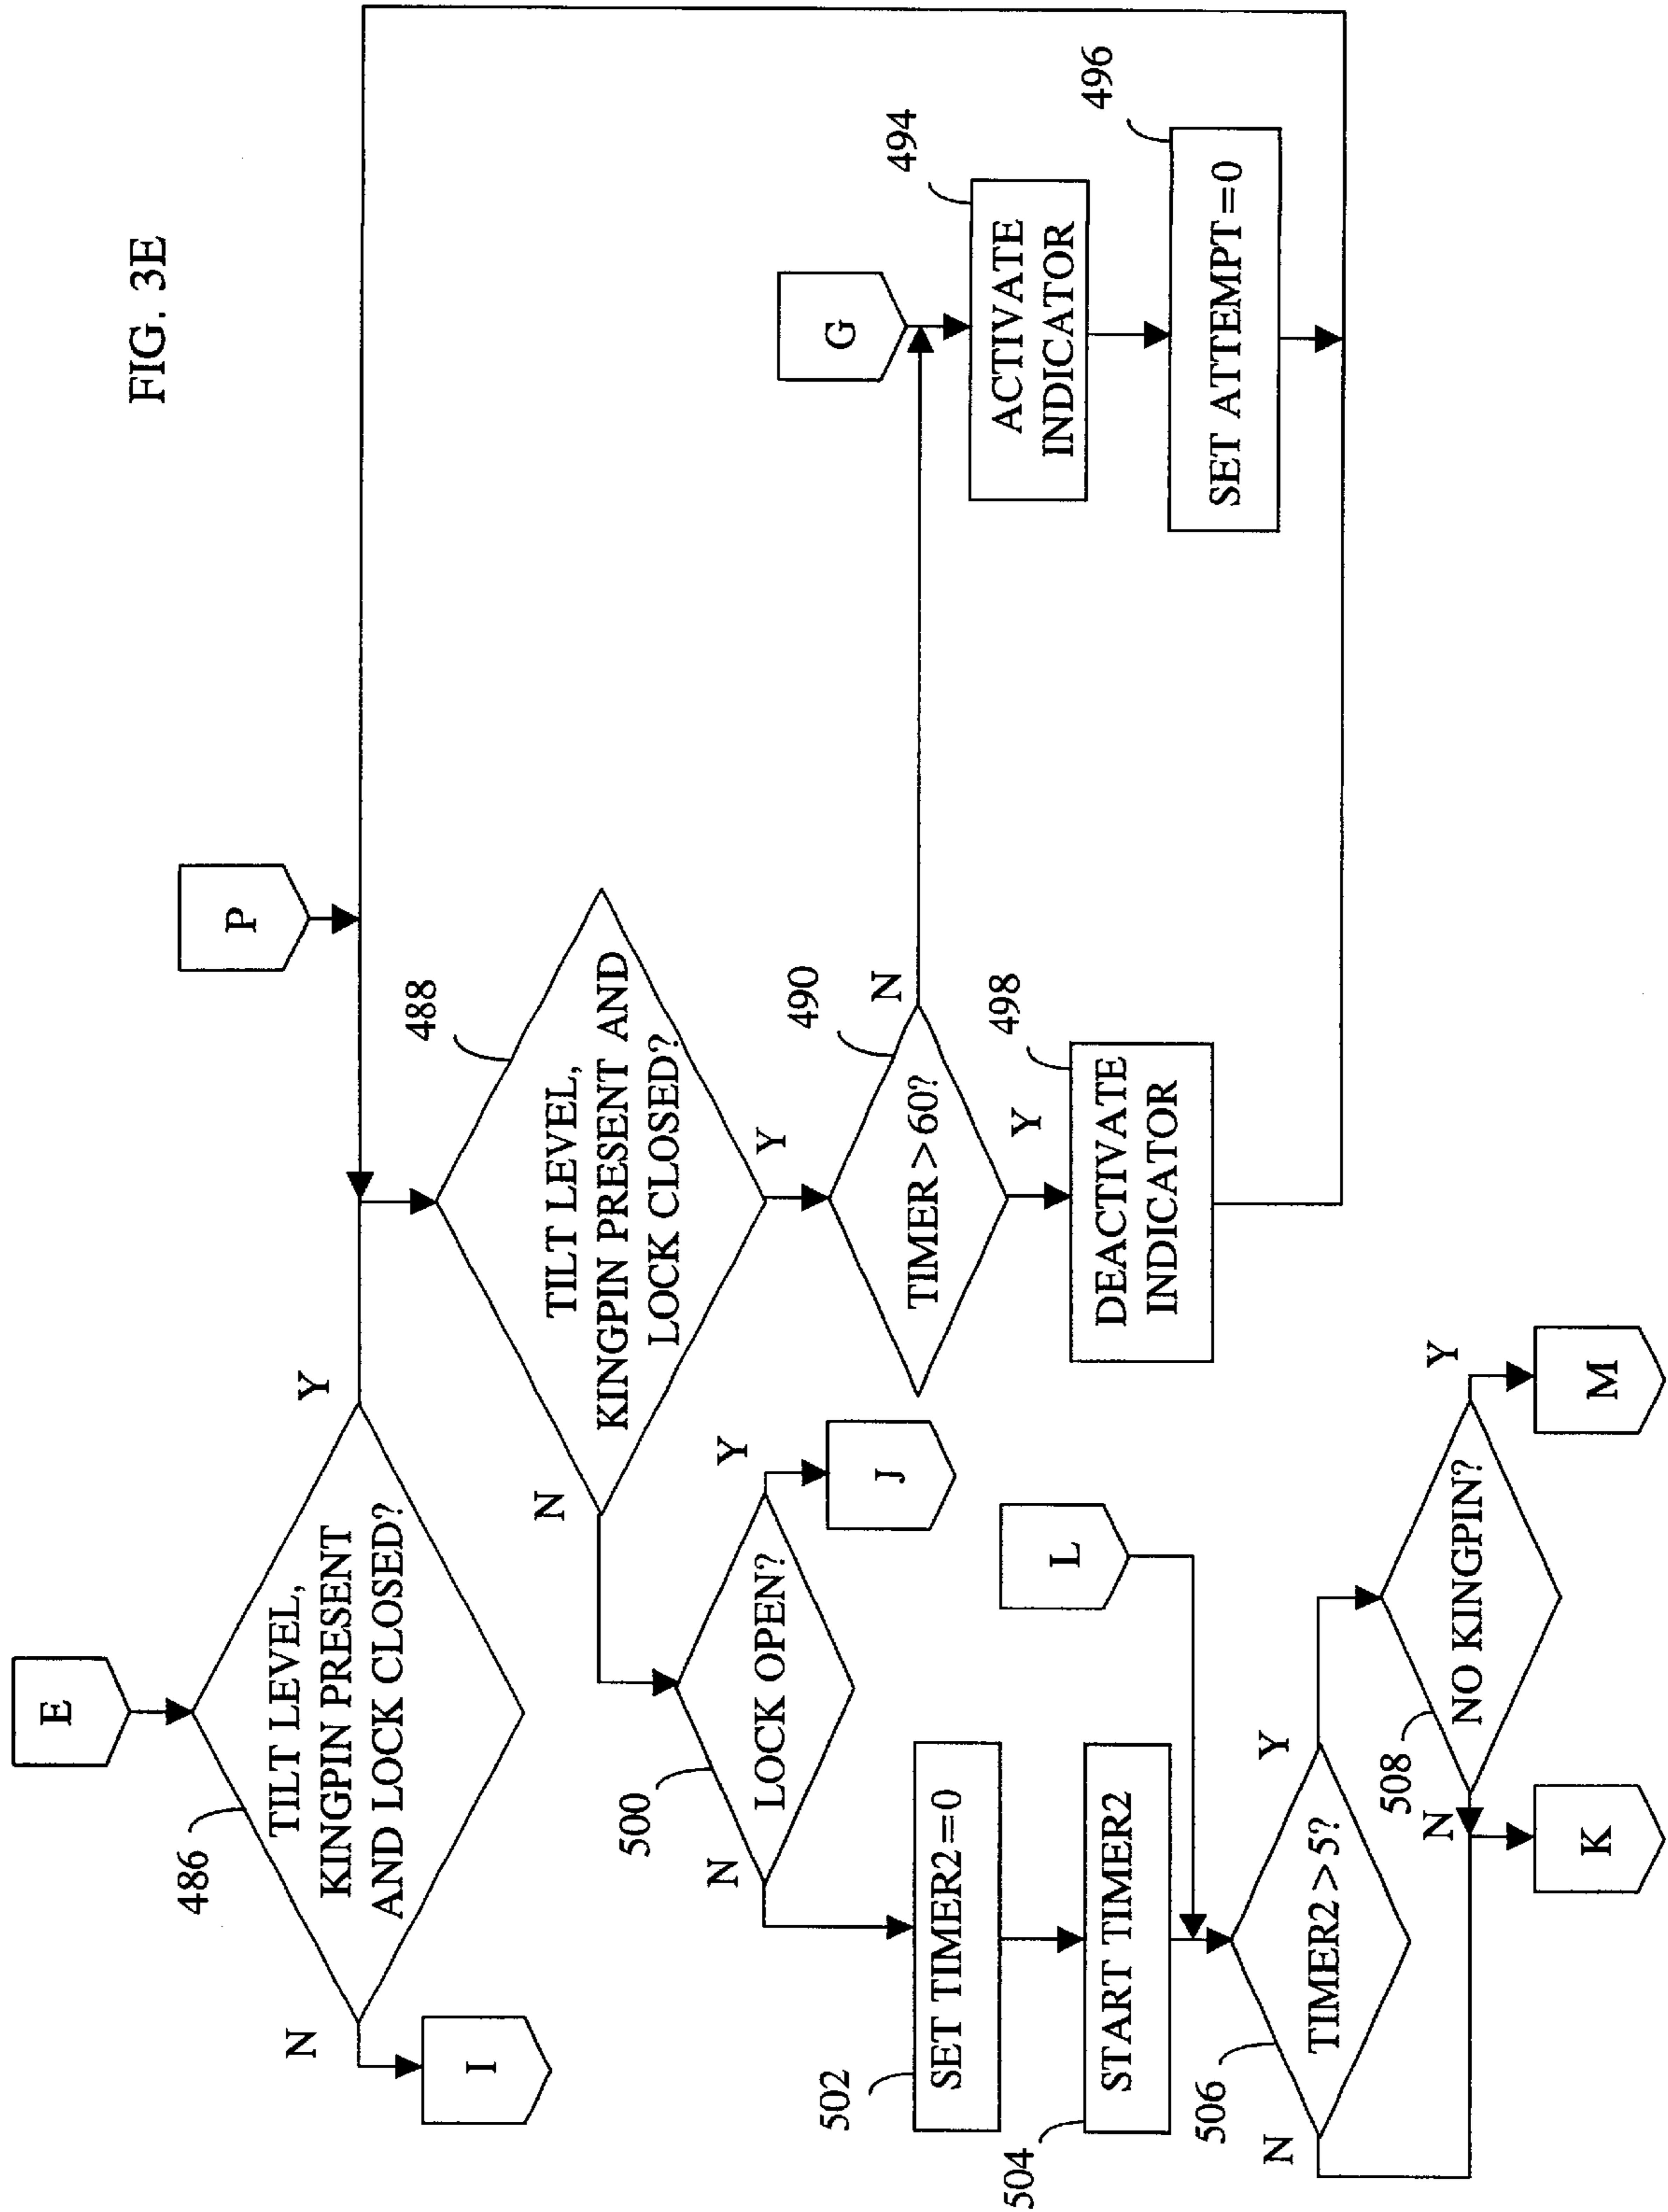 FIG. 3E
E
486
TILT LEVEL,
KINGPIN PRESENT
AND LOCK CLOSED?
N
Y
I
P
488
TILT LEVEL,
KINGPIN PRESENT AND
LOCK CLOSED?
N
Y
490
TIMER > 60?
N
Y
G
494
ACTIVATE
INDICATOR
496
SET ATTEMPT = 0
498
DEACTIVATE
INDICATOR
500
LOCK OPEN?
N
Y
J
502
SET TIMER2 = 0
504
START TIMER2
L
506
TIMER2 > 5?
N
Y
508
NO KINGPIN?
N
Y
K
M